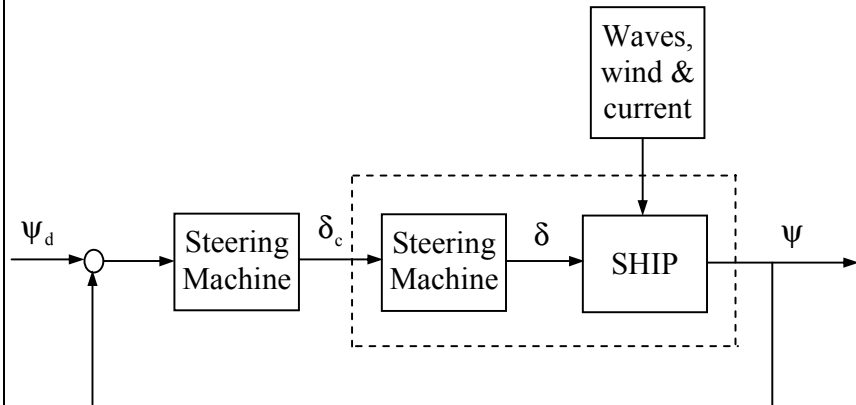 Waves,
wind &
current
ψd
Steering
Machine
δc
Steering
Machine
δ
SHIP
ψ